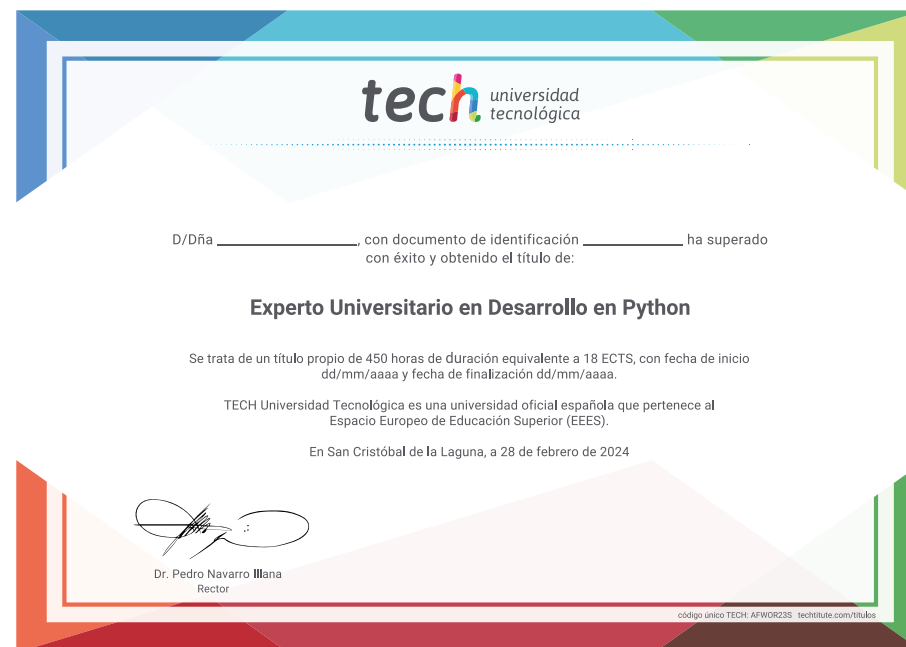 tech universidad
tecnológica
D/Dña ____________________, con documento de identificación ______________ ha superado
con éxito y obtenido el título de:
Experto Universitario en Desarrollo en Python
Se trata de un título propio de 450 horas de duración equivalente a 18 ECTS, con fecha de inicio
dd/mm/aaaa y fecha de finalización dd/mm/aaaa.
TECH Universidad Tecnológica es una universidad oficial española que pertenece al
Espacio Europeo de Educación Superior (EEES).
En San Cristóbal de la Laguna, a 28 de febrero de 2024
Dr. Pedro Navarro Illana
Rector
código único TECH: AFWOR23S techtitute.com/titulos